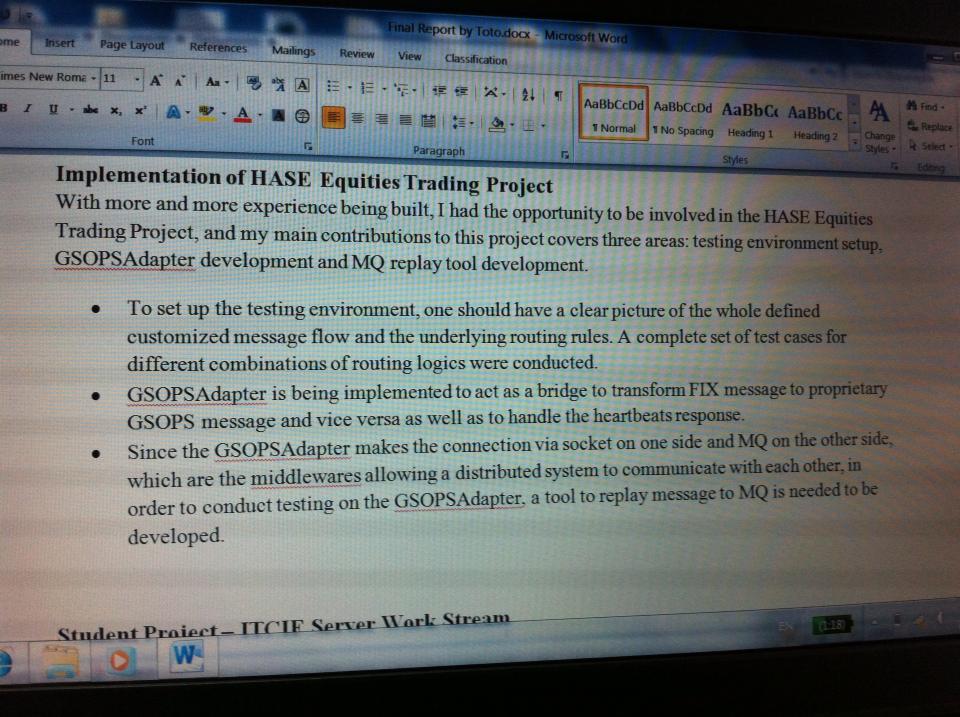 Final Report by Toto.docx - Microsoft Word
Insert Page Layout References Mailings Review View Classification
11 A A Aa
B I U abc x, x² A A A
AaBbCcDd AaBbCcDd AaBbCc AaBbCc
¶ Normal ¶ No Spacing Heading 1 Heading 2
Change Styles
Find
Replace
Select
Font Paragraph Styles Editing
Implementation of HASE Equities Trading Project
With more and more experience being built, I had the opportunity to be involved in the HASE Equities
Trading Project, and my main contributions to this project covers three areas: testing environment setup,
GSOPSAdapter development and MQ replay tool development.
• To set up the testing environment, one should have a clear picture of the whole defined
customized message flow and the underlying routing rules. A complete set of test cases for
different combinations of routing logics were conducted.
• GSOPSAdapter is being implemented to act as a bridge to transform FIX message to proprietary
GSOPS message and vice versa as well as to handle the heartbeats response.
• Since the GSOPSAdapter makes the connection via socket on one side and MQ on the other side,
which are the middlewares allowing a distributed system to communicate with each other, in
order to conduct testing on the GSOPSAdapter, a tool to replay message to MQ is needed to be
developed.
Student Project – ITCIF Server Work Stream
EN (1:18)
W